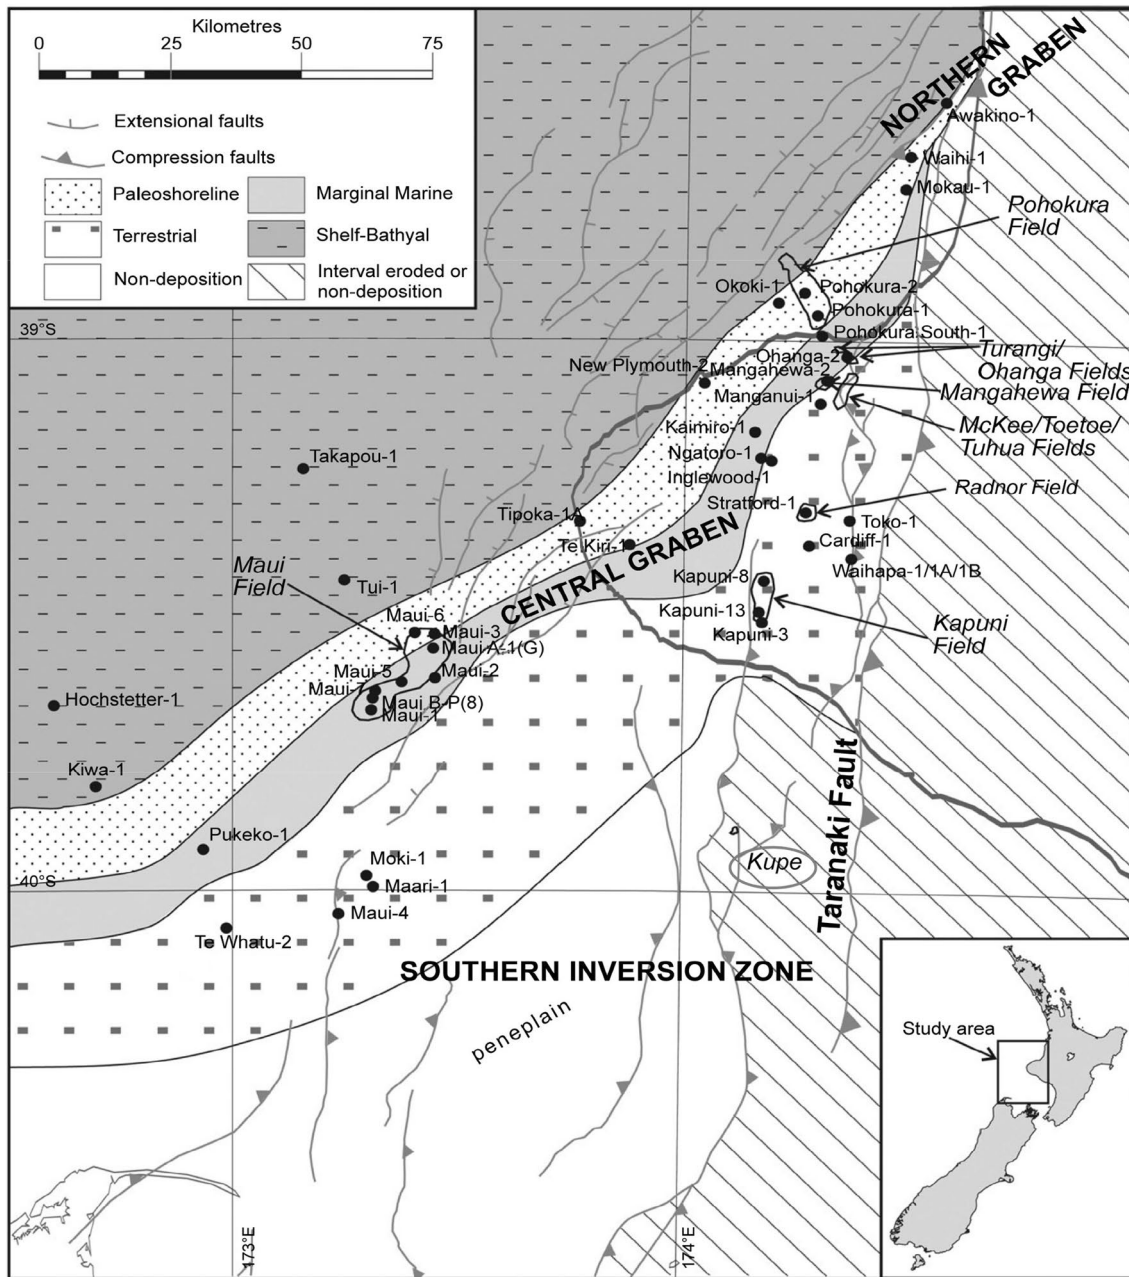 Kilometres
0 25 50 75
Extensional faults
Compression faults
Paleoshoreline
Marginal Marine
Terrestrial
Shelf-Bathyal
Non-deposition
Interval eroded or
non-deposition
NORTHERN
GRABEN
Awakino-1
Waihi-1
Mokau-1
Pohokura
Field
Okoki-1
Pohokura-2
Pohokura-1
39°S
Pohokura South-1
Ohanga-2
Turangi/
Ohanga Fields
New Plymouth-2
Mangahewa-2
Mangahewa Field
Manganui-1
McKee/Toetoe/
Tuhua Fields
Kaimiro-1
Ngatoro-1
Inglewood-1
Takapou-1
Radnor Field
Stratford-1
Tipoka-1A
Toko-1
Cardiff-1
Te Kiri-1
CENTRAL GRABEN
Waihapa-1/1A/1B
Maui
Field
Tui-1
Kapuni-8
Kapuni-13
Kapuni-3
Kapuni
Field
Maui-6
Maui-3
Maui A-1(G)
Maui-5
Maui-2
Maui-7
Maui B-P(8)
Maui-1
Hochstetter-1
Kiwa-1
Taranaki Fault
Pukeko-1
Kupe
Moki-1
40°S
Maari-1
Maui-4
Te Whatu-2
SOUTHERN INVERSION ZONE
peneplain
Study area
173°E
174°E